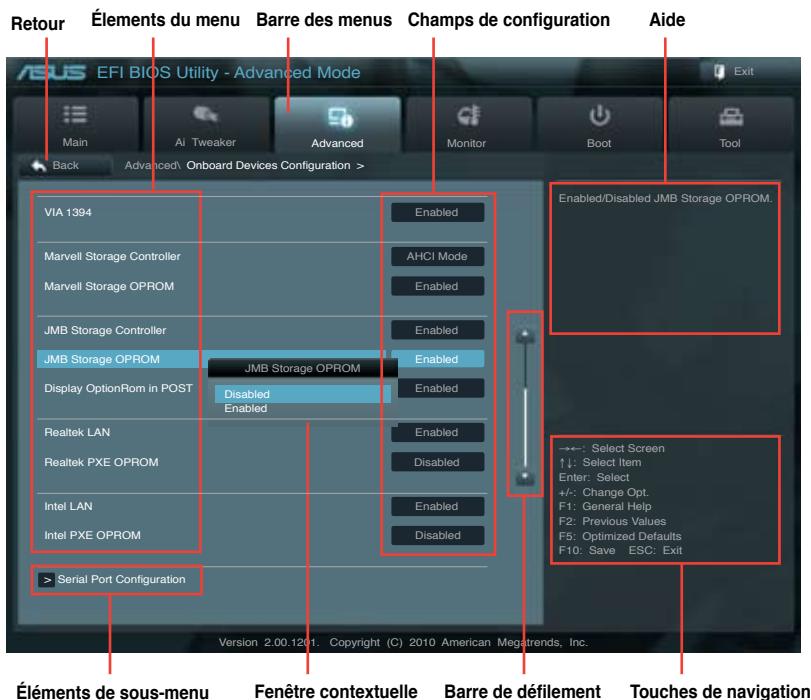 Retour Élements du menu Barre des menus Champs de configuration Aide
ASUS EFI BIOS Utility - Advanced Mode Exit
Main Ai Tweaker Advanced Monitor Boot Tool
Back Advanced\ Onboard Devices Configuration >
VIA 1394 Enabled
Enabled/Disabled JMB Storage OPROM.
Marvell Storage Controller AHCI Mode
Marvell Storage OPROM Enabled
JMB Storage Controller Enabled
JMB Storage OPROM Enabled
JMB Storage OPROM
Disabled
Enabled
Display OptionRom in POST Enabled
Realtek LAN Enabled
Realtek PXE OPROM Disabled
Intel LAN Enabled
Intel PXE OPROM Disabled
> Serial Port Configuration
→←: Select Screen
↑↓: Select Item
Enter: Select
+/-: Change Opt.
F1: General Help
F2: Previous Values
F5: Optimized Defaults
F10: Save ESC: Exit
Version 2.00.1201. Copyright (C) 2010 American Megatrends, Inc.
Éléments de sous-menu Fenêtre contextuelle Barre de défilement Touches de navigation